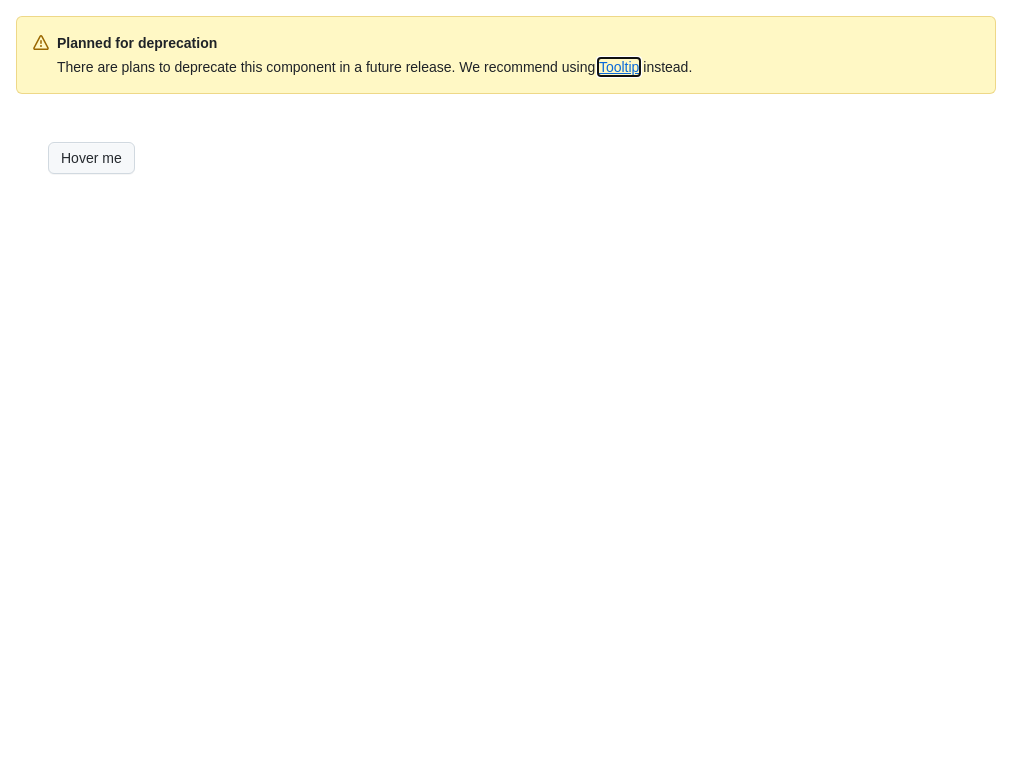 Planned for deprecation
There are plans to deprecate this component in a future release. We recommend using Tooltip instead.
Hover me